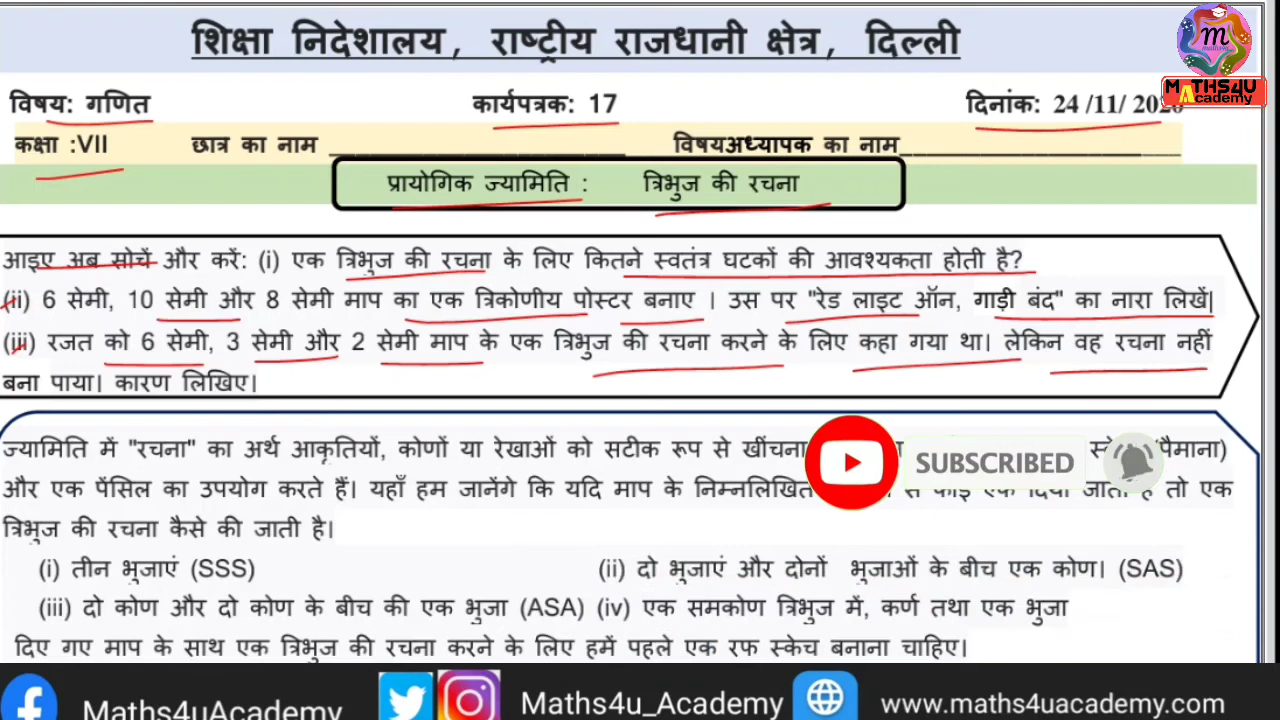 शिक्षा निदेशालय, राष्ट्रीय राजधानी क्षेत्र, दिल्ली
m
MATHS4U
Academy
विषय: गणित कार्यपत्रक: 17 दिनांक: 24 /11/ 2020
कक्षा :VII छात्र का नाम ____________________ विषयअध्यापक का नाम____________________
प्रायोगिक ज्यामिति : त्रिभुज की रचना
आइए अब सोचें और करें: (i) एक त्रिभुज की रचना के लिए कितने स्वतंत्र घटकों की आवश्यकता होती है?
(ii) 6 सेमी, 10 सेमी और 8 सेमी माप का एक त्रिकोणीय पोस्टर बनाए । उस पर "रेड लाइट ऑन, गाड़ी बंद" का नारा लिखें|
(iii) रजत को 6 सेमी, 3 सेमी और 2 सेमी माप के एक त्रिभुज की रचना करने के लिए कहा गया था। लेकिन वह रचना नहीं
बना पाया। कारण लिखिए।
ज्यामिति में "रचना" का अर्थ आकृतियों, कोणों या रेखाओं को सटीक रूप से खींचना (पैमाना)
SUBSCRIBED
और एक पेंसिल का उपयोग करते हैं। यहाँ हम जानेंगे कि यदि माप के निम्नलिखित से कोई एक दिया जाता है तो एक
त्रिभुज की रचना कैसे की जाती है।
(i) तीन भुजाएं (SSS) (ii) दो भुजाएं और दोनों भुजाओं के बीच एक कोण। (SAS)
(iii) दो कोण और दो कोण के बीच की एक भुजा (ASA) (iv) एक समकोण त्रिभुज में, कर्ण तथा एक भुजा
दिए गए माप के साथ एक त्रिभुज की रचना करने के लिए हमें पहले एक रफ स्केच बनाना चाहिए।
Maths4uAcademy Maths4u_Academy www.maths4uacademy.com